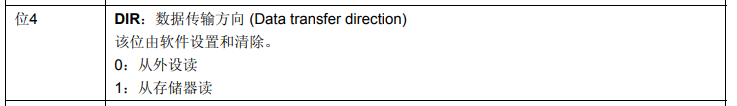 位4
DIR：数据传输方向 (Data transfer direction)
该位由软件设置和清除。
0：从外设读
1：从存储器读